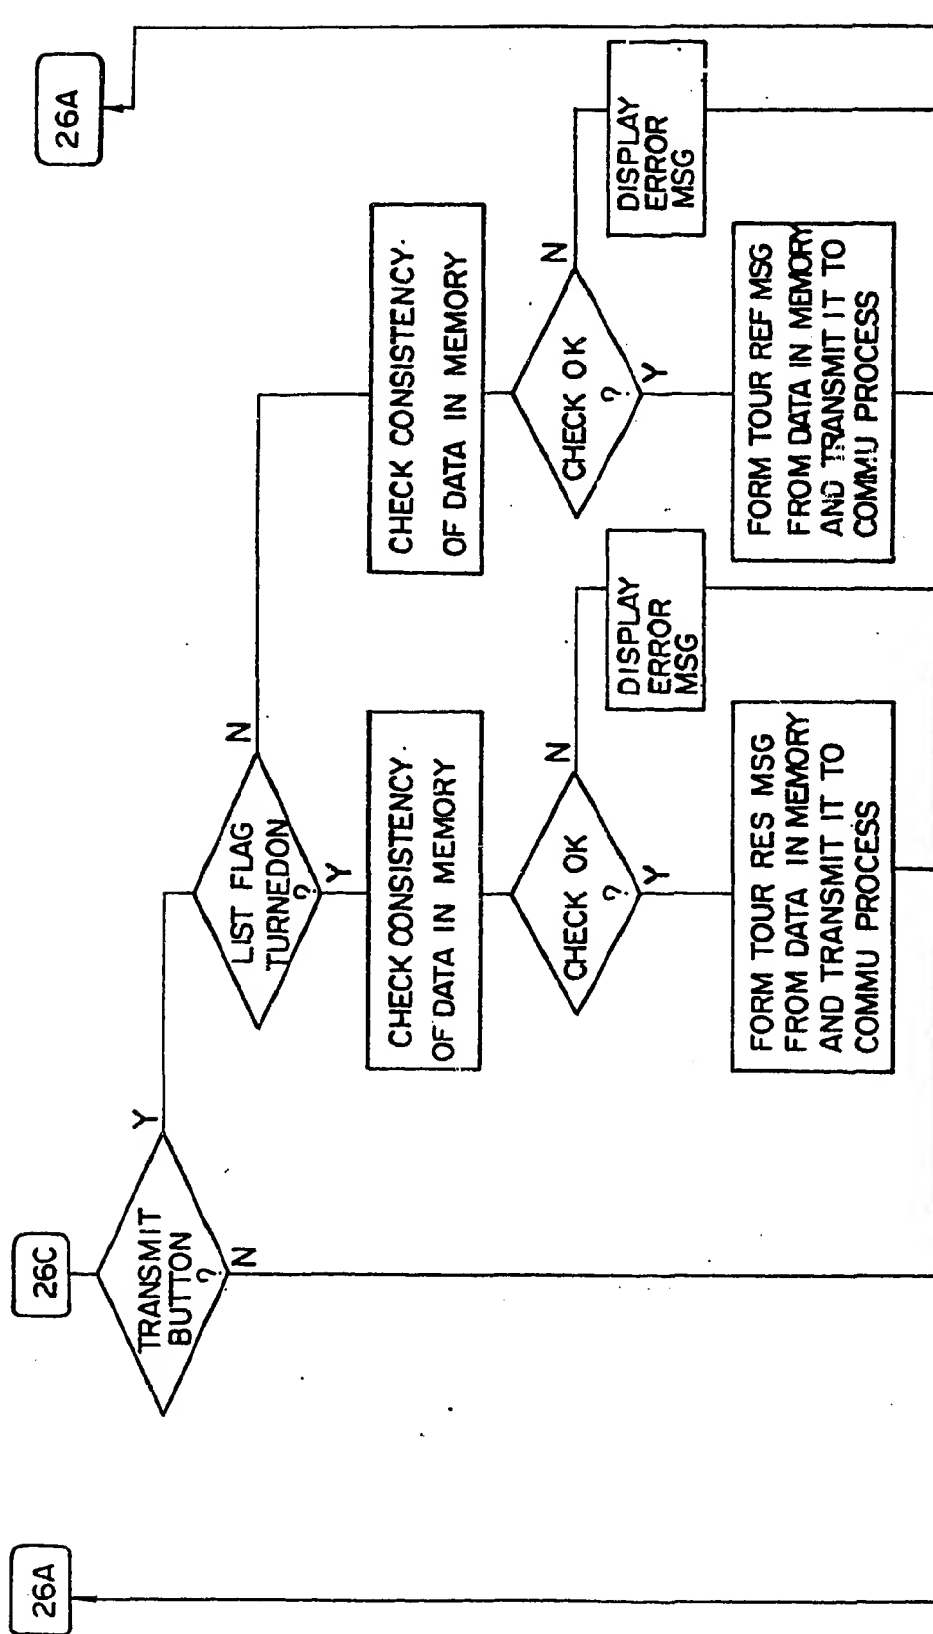 26A
26C
26A
TRANSMIT
BUTTON
?
Y
N
LIST FLAG
TURNEDON
?
N
Y
CHECK CONSISTENCY
OF DATA IN MEMORY
CHECK CONSISTENCY
OF DATA IN MEMORY
CHECK OK
?
N
Y
DISPLAY
ERROR
MSG
CHECK OK
?
N
Y
DISPLAY
ERROR
MSG
FORM TOUR RES MSG
FROM DATA IN MEMORY
AND TRANSMIT IT TO
COMMU PROCESS
FORM TOUR REF MSG
FROM DATA IN MEMORY
AND TRANSMIT IT TO
COMMU PROCESS